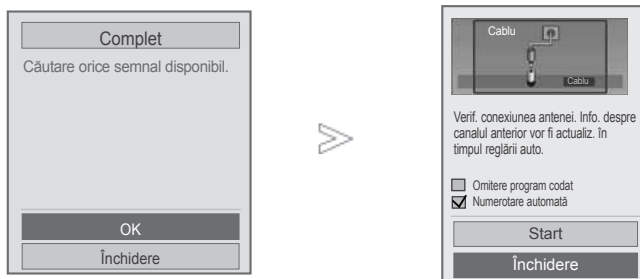 Complet
Căutare orice semnal disponibil.
OK
Închidere
Cablu
Cablu
Verif. conexiunea antenei. Info. despre
canalul anterior vor fi actualiz. în
timpul reglării auto.
Omitere program codat
Numerotare automată
Start
Închidere